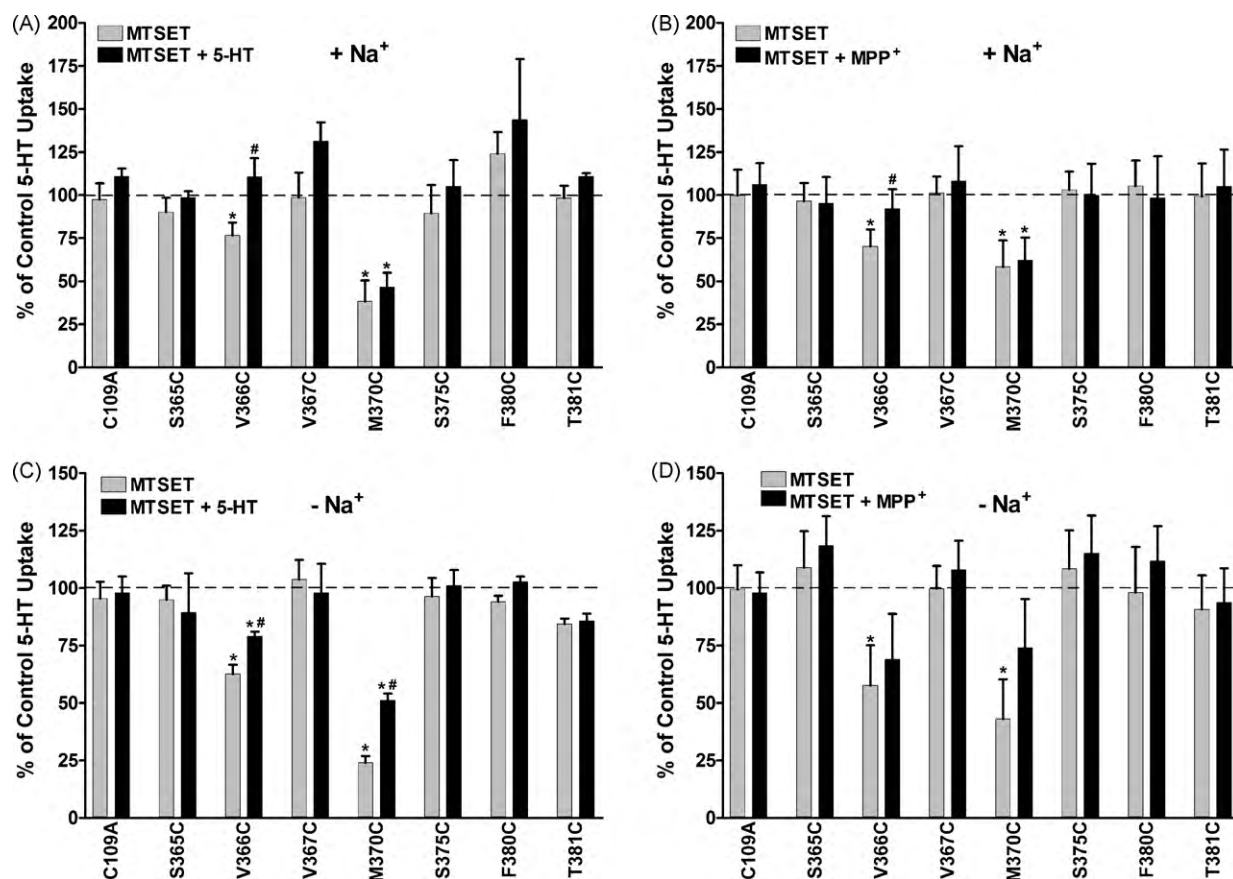 (A)
MTSET
MTSET + 5-HT
+ Na⁺
% of Control 5-HT Uptake
200
175
150
125
100
75
50
25
0
#
*
* *
C109A
S365C
V366C
V367C
M370C
S375C
F380C
T381C
(B)
MTSET
MTSET + MPP⁺
+ Na⁺
% of Control 5-HT Uptake
200
175
150
125
100
75
50
25
0
#
*
* *
C109A
S365C
V366C
V367C
M370C
S375C
F380C
T381C
(C)
MTSET
MTSET + 5-HT
- Na⁺
% of Control 5-HT Uptake
150
125
100
75
50
25
0
*#
*
*#
*
C109A
S365C
V366C
V367C
M370C
S375C
F380C
T381C
(D)
MTSET
MTSET + MPP⁺
- Na⁺
% of Control 5-HT Uptake
150
125
100
75
50
25
0
*
*
C109A
S365C
V366C
V367C
M370C
S375C
F380C
T381C